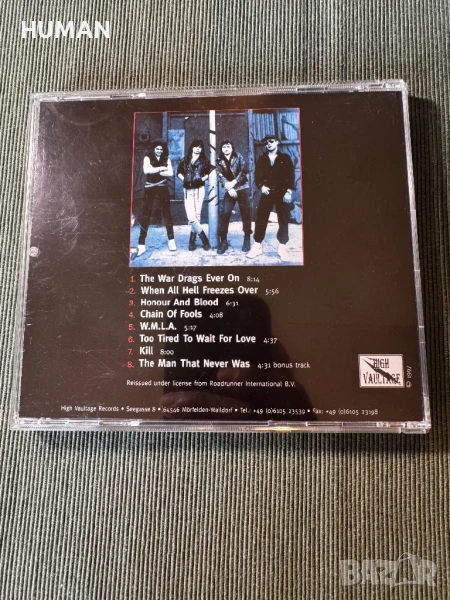 HUMAN
1. The War Drags Ever On 8:14
2. When All Hell Freezes Over 5:56
3. Honour And Blood 6:31
4. Chain Of Fools 4:08
5. W.M.L.A. 5:17
6. Too Tired To Wait For Love 4:37
7. Kill 8:00
8. The Man That Never Was 4:31 bonus track
Reissued under license from Roadrunner International B.V.
HIGH
VAULTAGE
© 1997
High Vaultage Records • Seegasse 8 • 64546 Mörfelden-Walldorf • Tel.: +49 (0)6105 23539 • Fax: +49 (0)6105 23198
BAZAR